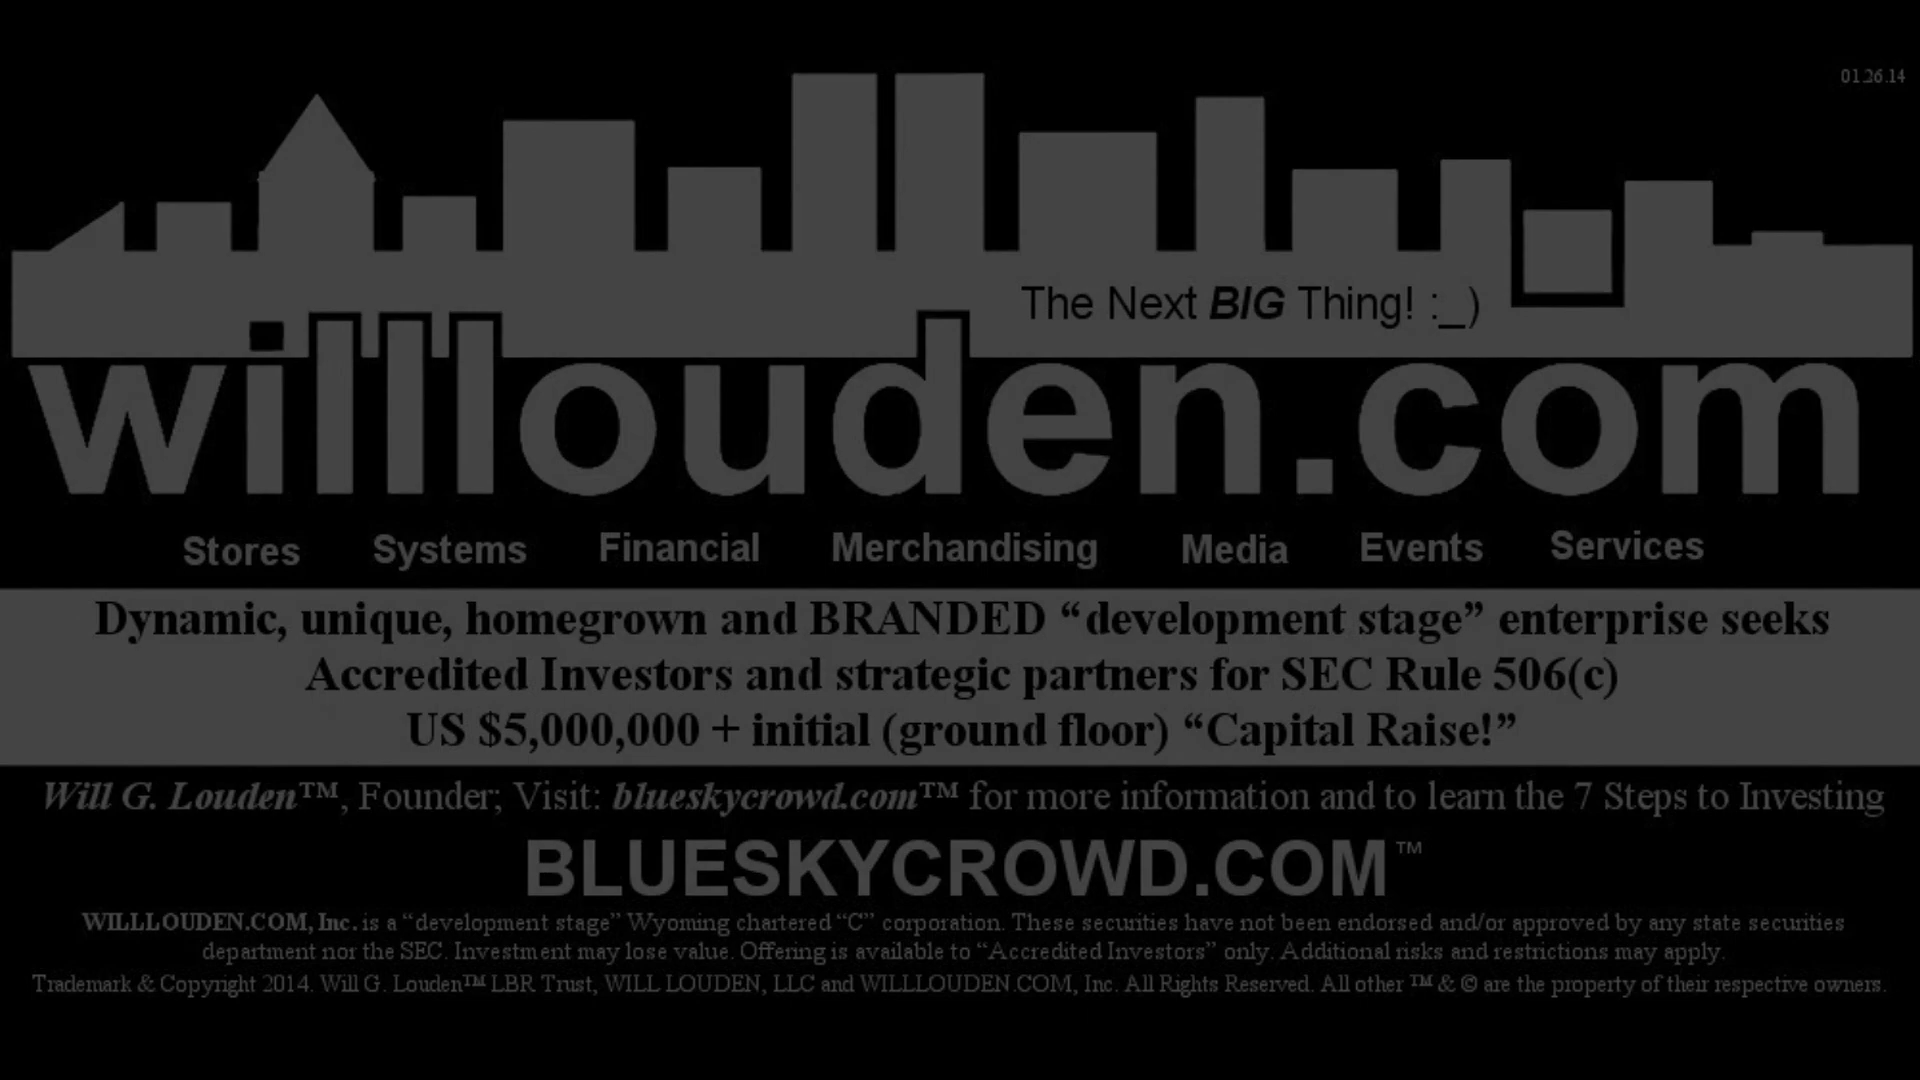 01.26.14
The Next BIG Thing! :_)
willlouden.com
Stores Systems Financial Merchandising Media Events Services
Dynamic, unique, homegrown and BRANDED “development stage” enterprise seeks
Accredited Investors and strategic partners for SEC Rule 506(c)
US $5,000,000 + initial (ground floor) “Capital Raise!”
Will G. Louden™, Founder; Visit: blueskycrowd.com™ for more information and to learn the 7 Steps to Investing
BLUESKYCROWD.COM™
WILLLOUDEN.COM, Inc. is a “development stage” Wyoming chartered “C” corporation. These securities have not been endorsed and/or approved by any state securities
department nor the SEC. Investment may lose value. Offering is available to “Accredited Investors” only. Additional risks and restrictions may apply.
Trademark & Copyright 2014. Will G. Louden™ LBR Trust, WILL LOUDEN, LLC and WILLLOUDEN.COM, Inc. All Rights Reserved. All other ™ & © are the property of their respective owners.